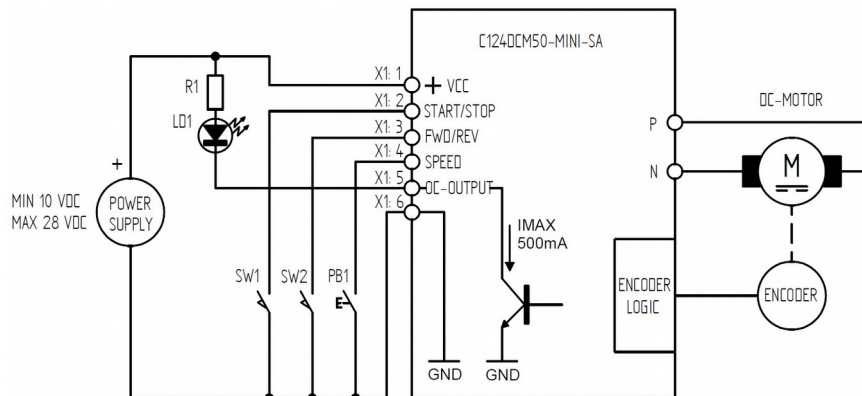 C124DCM50-MINI-SA
X1: 1
+ VCC
R1
X1: 2
START/STOP
DC-MOTOR
LD1
X1: 3
FWD/REV
P
X1: 4
SPEED
N
M
+
X1: 5
OC-OUTPUT
MIN 10 VDC
MAX 28 VDC
POWER
SUPPLY
X1: 6
IMAX
500mA
SW1
SW2
PB1
ENCODER
LOGIC
ENCODER
GND
GND